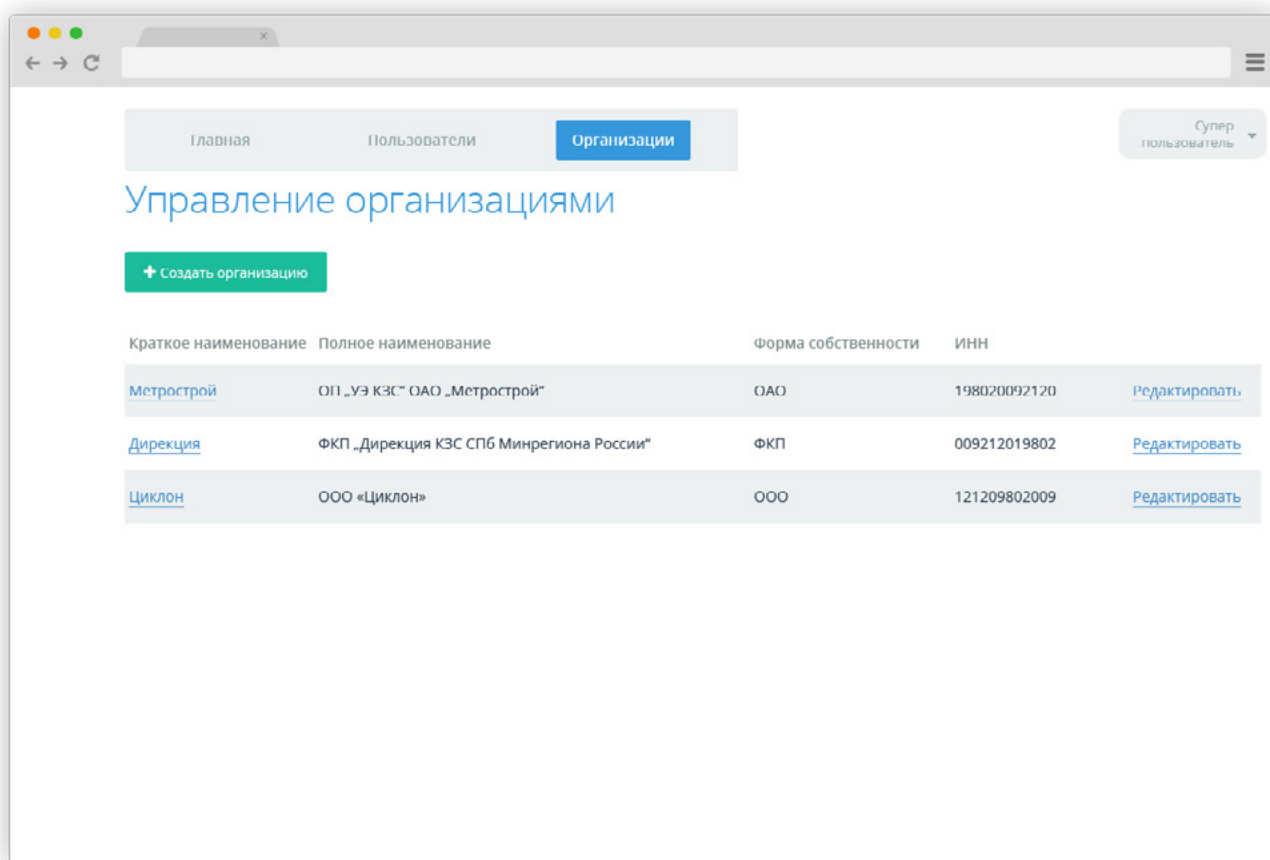 Главная Пользователи Организации
Супер
пользователь
Управление организациями
+ Создать организацию
Краткое наименование Полное наименование Форма собственности ИНН
Метрострой ОП „УЭ КЗС“ ОАО „Метрострой“ ОАО 198020092120 Редактировать
Дирекция ФКП „Дирекция КЗС СПб Минрегиона России“ ФКП 009212019802 Редактировать
Циклон ООО «Циклон» ООО 121209802009 Редактировать